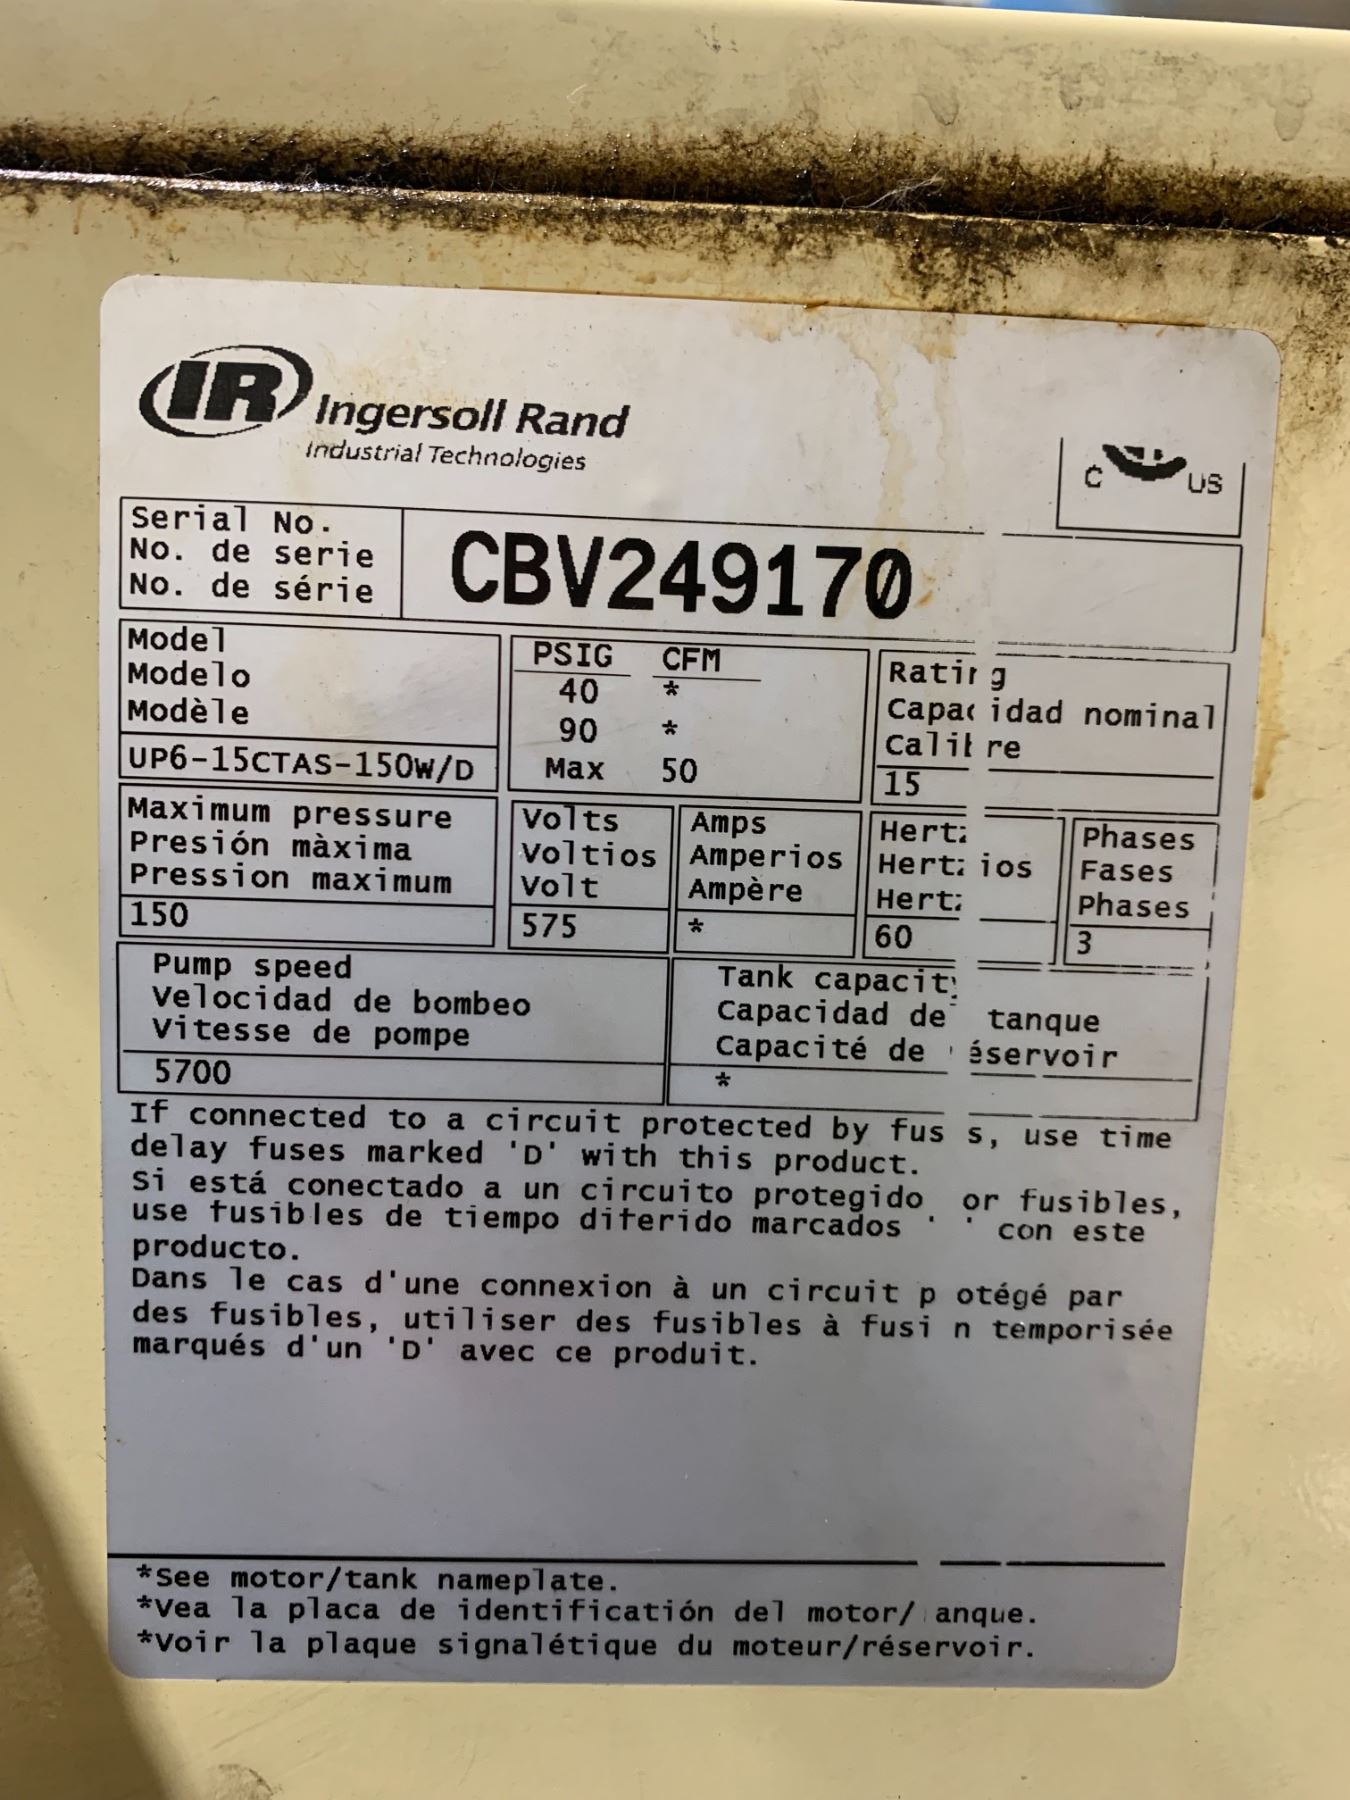 IR Ingersoll Rand
Industrial Technologies
C US
Serial No.
No. de serie
No. de série
CBV249170
Model
Modelo
Modèle
UP6-15CTAS-150W/D
PSIG CFM
40 *
90 *
Max 50
Rating
Capacidad nominal
Calibre
15
Maximum pressure
Presión màxima
Pression maximum
150
Volts
Voltios
Volt
575
Amps
Amperios
Ampère
*
Hertz
Hertzios
Hertz
60
Phases
Fases
Phases
3
Pump speed
Velocidad de bombeo
Vitesse de pompe
5700
Tank capacity
Capacidad de tanque
Capacité de réservoir
*
If connected to a circuit protected by fus s, use time
delay fuses marked 'D' with this product.
Si está conectado a un circuito protegido or fusibles,
use fusibles de tiempo diferido marcados ' ' con este
producto.
Dans le cas d'une connexion à un circuit p otégé par
des fusibles, utiliser des fusibles à fusi n temporisée
marqués d'un 'D' avec ce produit.
*See motor/tank nameplate.
*Vea la placa de identificatión del motor/ anque.
*Voir la plaque signalétique du moteur/réservoir.